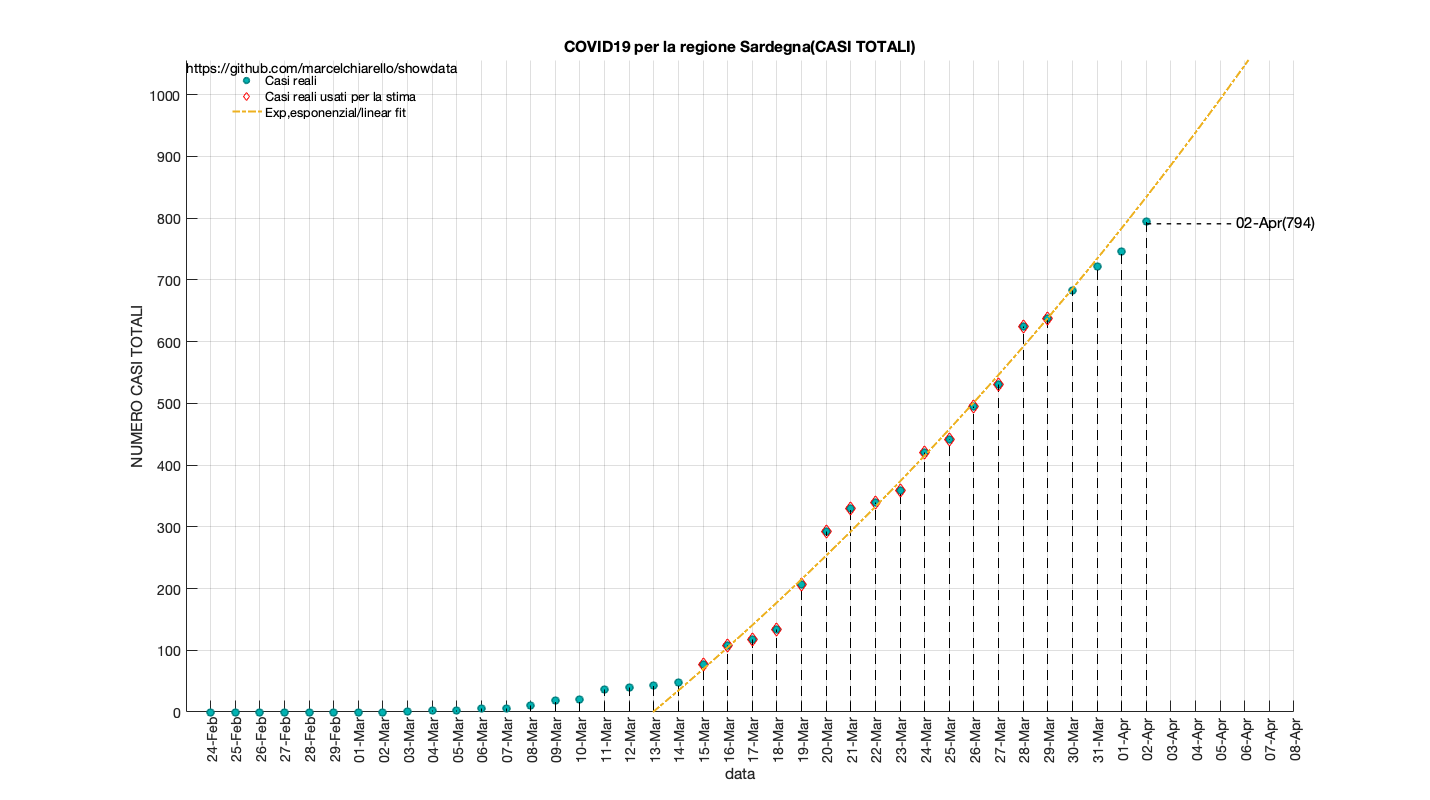 COVID19 per la regione Sardegna(CASI TOTALI)
https://github.com/marcelchiarello/showdata
Casi reali
Casi reali usati per la stima
Exp,esponenzial/linear fit
1000
900
800
700
600
500
400
300
200
100
0
NUMERO CASI TOTALI
02-Apr(794)
24-Feb
25-Feb
26-Feb
27-Feb
28-Feb
29-Feb
01-Mar
02-Mar
03-Mar
04-Mar
05-Mar
06-Mar
07-Mar
08-Mar
09-Mar
10-Mar
11-Mar
12-Mar
13-Mar
14-Mar
15-Mar
16-Mar
17-Mar
18-Mar
19-Mar
20-Mar
21-Mar
22-Mar
23-Mar
24-Mar
25-Mar
26-Mar
27-Mar
28-Mar
29-Mar
30-Mar
31-Mar
01-Apr
02-Apr
03-Apr
04-Apr
05-Apr
06-Apr
07-Apr
08-Apr
data